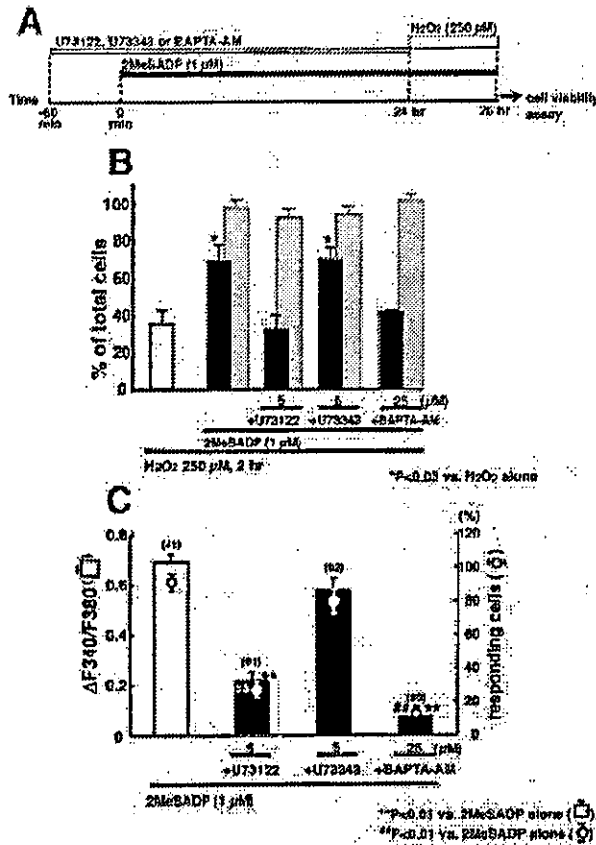 A
H2O2 (250 µM)
U73122, U73343 or BAPTA-AM
2MeSADP (1 µM)
Time
-60 min
0 min
24 hr
26 hr
cell viability assay
B
% of total cells
100
80
60
40
20
0
*
*
5
5
25
(µM)
+U73122
+U73343
+BAPTA-AM
2MeSADP (1 µM)
H2O2 250 µM, 2 hr
*P<0.03 vs. H2O2 alone
C
(%)
ΔF340/F380
0.8
0.6
0.4
0.2
0
120
100
80
60
40
20
0
responding cells
**
5
5
25
(µM)
+U73122
+U73343
+BAPTA-AM
2MeSADP (1 µM)
vs. 2MeSADP alone
##P<0.01 vs. 2MeSADP alone